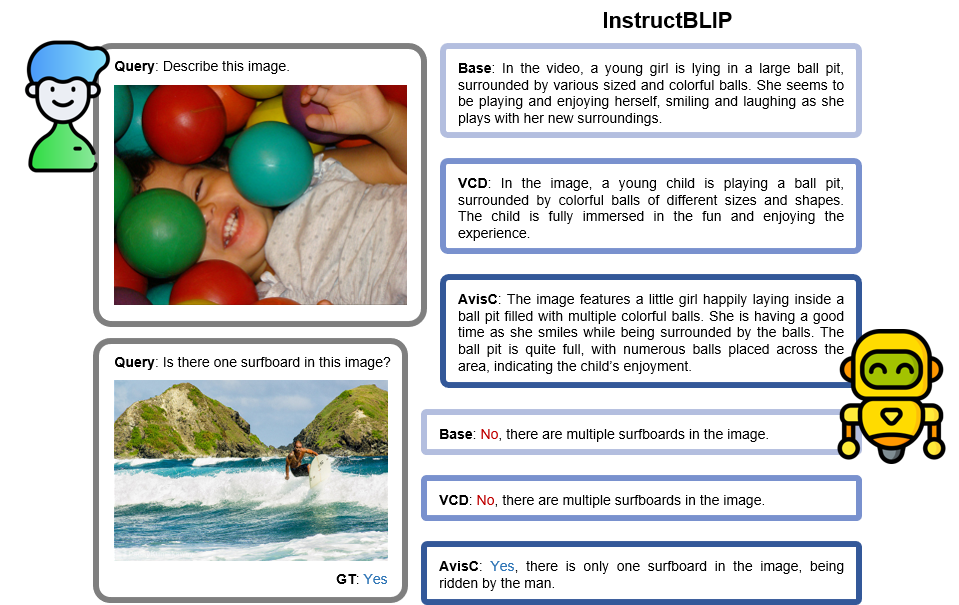 InstructBLIP
Query: Describe this image.
Base: In the video, a young girl is lying in a large ball pit,
surrounded by various sized and colorful balls. She seems to
be playing and enjoying herself, smiling and laughing as she
plays with her new surroundings.
VCD: In the image, a young child is playing a ball pit,
surrounded by colorful balls of different sizes and shapes.
The child is fully immersed in the fun and enjoying the
experience.
AvisC: The image features a little girl happily laying inside a
ball pit filled with multiple colorful balls. She is having a good
time as she smiles while being surrounded by the balls. The
ball pit is quite full, with numerous balls placed across the
area, indicating the child’s enjoyment.
Query: Is there one surfboard in this image?
GT: Yes
Base: No, there are multiple surfboards in the image.
VCD: No, there are multiple surfboards in the image.
AvisC: Yes, there is only one surfboard in the image, being
ridden by the man.